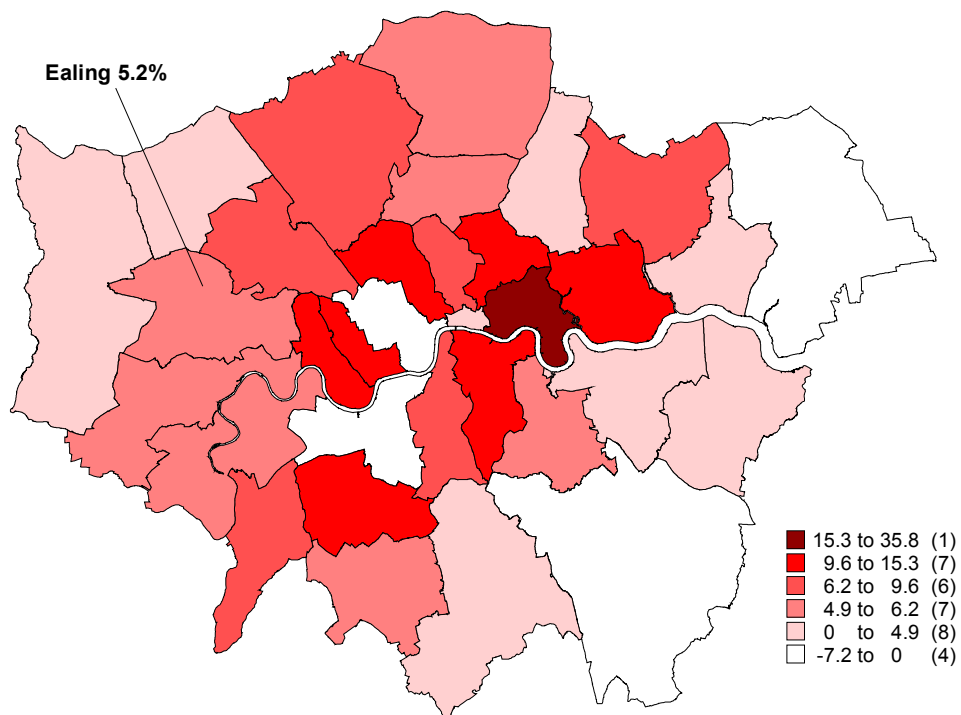 Ealing 5.2%
15.3 to 35.8 (1)
9.6 to 15.3 (7)
6.2 to 9.6 (6)
4.9 to 6.2 (7)
0 to 4.9 (8)
-7.2 to 0 (4)